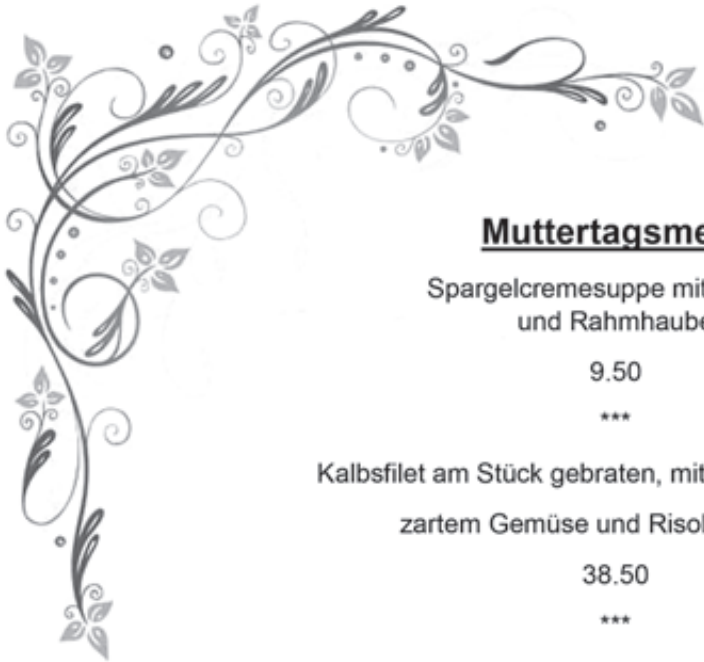 Muttertagsme
Spargelcremesuppe mit
und Rahmhaube
9.50
***
Kalbsfilet am Stück gebraten, mit
zartem Gemüse und Risol
38.50
***